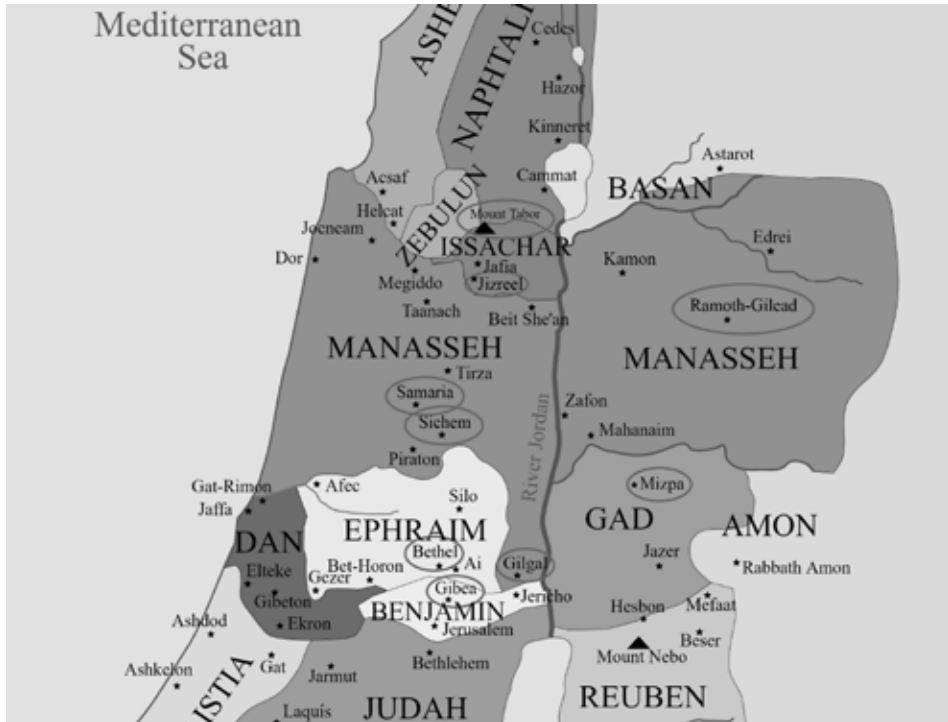 Mediterranean
Sea
ASHE
NAPHTALI
Cedes
Hazor
Kinneret
Cammat
Astarot
BASAN
Acsaf
Helcat
ZEBULUN
Mount Tabor
Jocneam
ISSACHAR
Edrei
Dor
Jafia
Kamon
Megiddo
Jizreel
Taanach
Beit She'an
Ramoth-Gilead
MANASSEH
MANASSEH
Tirza
Samaria
Zafon
Sichem
Mahanaim
Piraton
River Jordan
Gat-Rimon
Afec
Mizpa
Jaffa
Silo
EPHRAIM
GAD
AMON
DAN
Bethel
Jazer
Elteke
Bet-Horon
Ai
Gilgal
Rabbath Amon
Gezer
Gibea
Jericho
Gibeton
BENJAMIN
Hesbon
Mefaat
Ashdod
Ekron
Jerusalem
Beser
Ashkelon
Gat
Jarmut
Bethlehem
Mount Nebo
ISTIA
JUDAH
REUBEN
Laquis